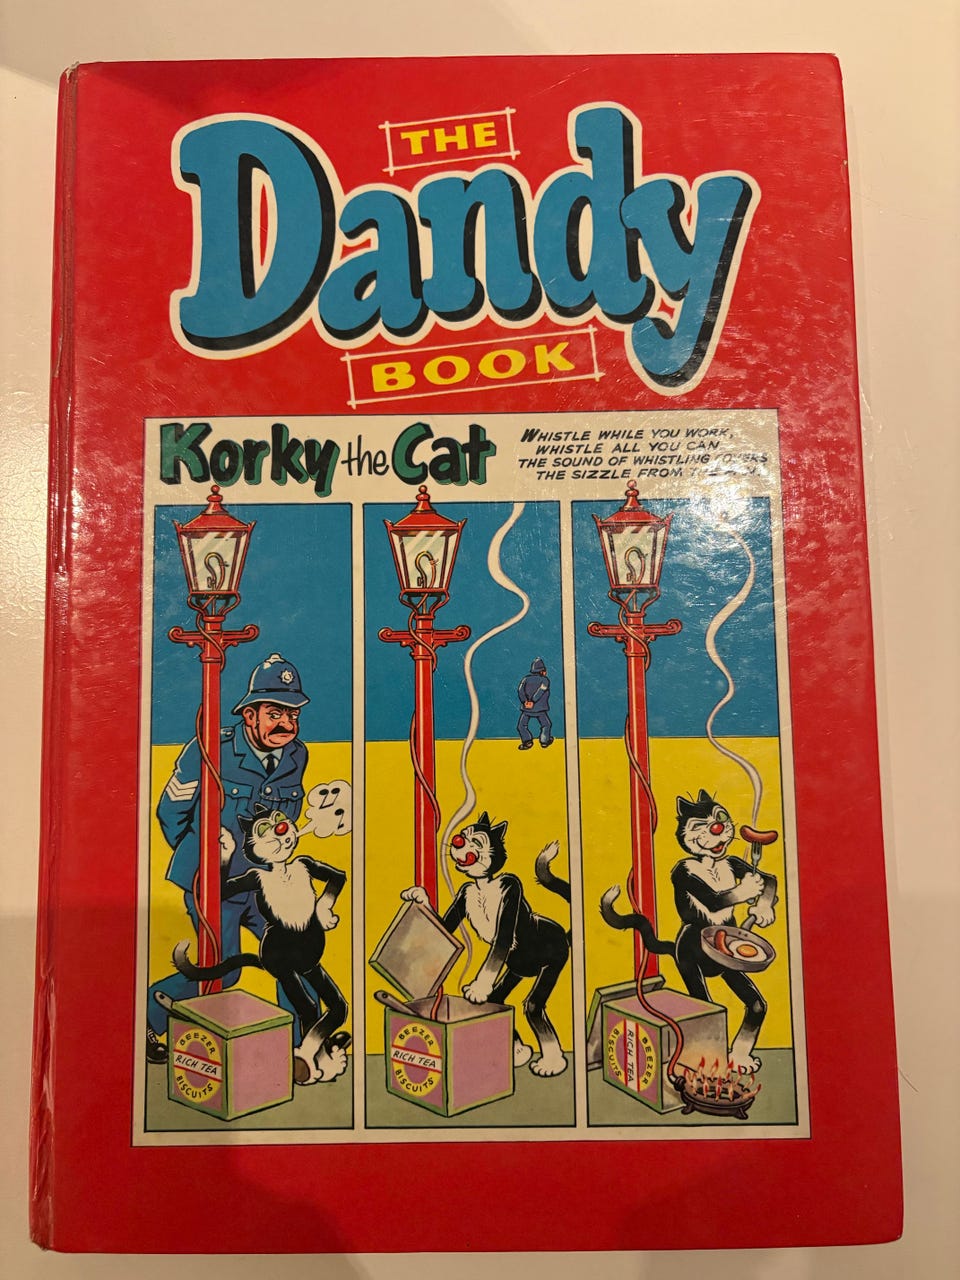 THE
Dandy
BOOK
Korky the Cat
WHISTLE WHILE YOU WORK,
WHISTLE ALL YOU CAN
THE SOUND OF WHISTLING COVERS
THE SIZZLE FROM
BEEZER
RICH TEA
BISCUITS
BEEZER
RICH TEA
BISCUITS
BEEZER
RICH TEA
BISCUITS